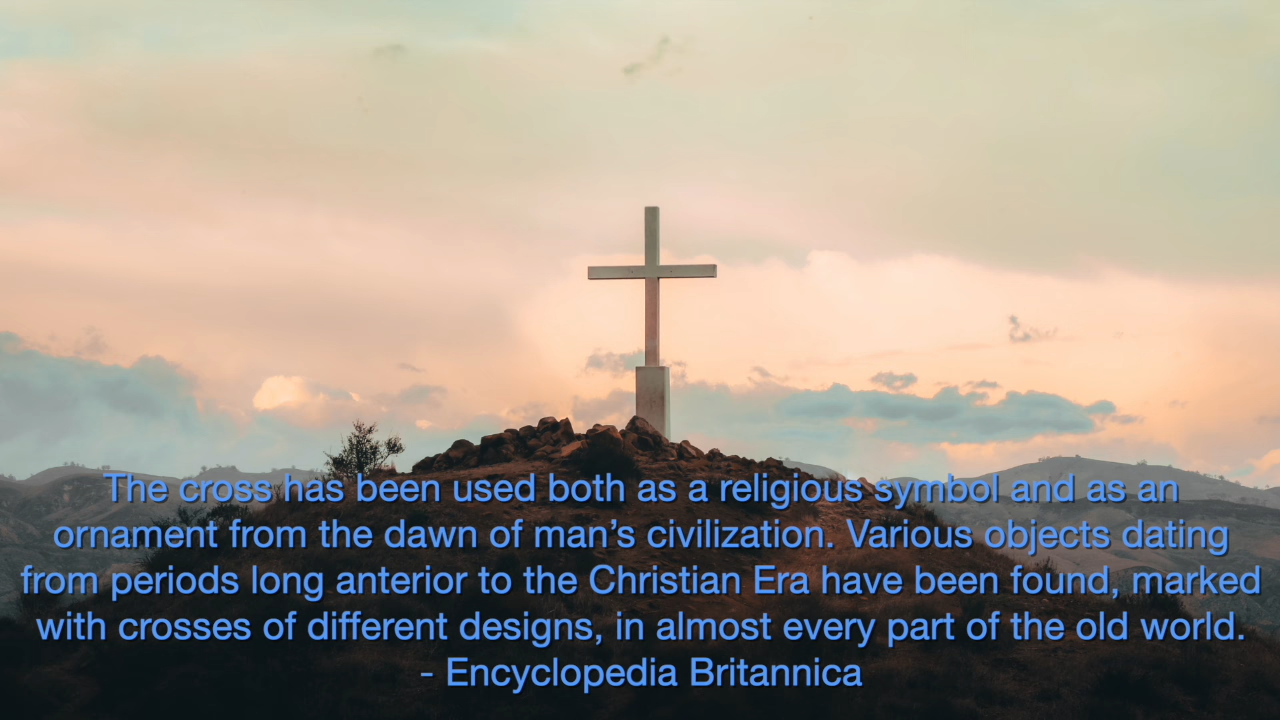 The cross has been used both as a religious symbol and as an
ornament from the dawn of man’s civilization. Various objects dating
from periods long anterior to the Christian Era have been found, marked
with crosses of different designs, in almost every part of the old world.
- Encyclopedia Britannica